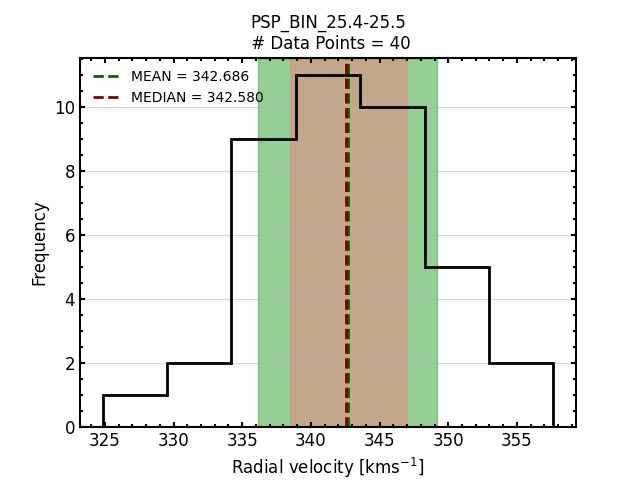 PSP_BIN_25.4-25.5
# Data Points = 40
MEAN = 342.686
MEDIAN = 342.580
Frequency
10
8
6
4
2
0
325 330 335 340 345 350 355
Radial velocity [kms⁻¹]